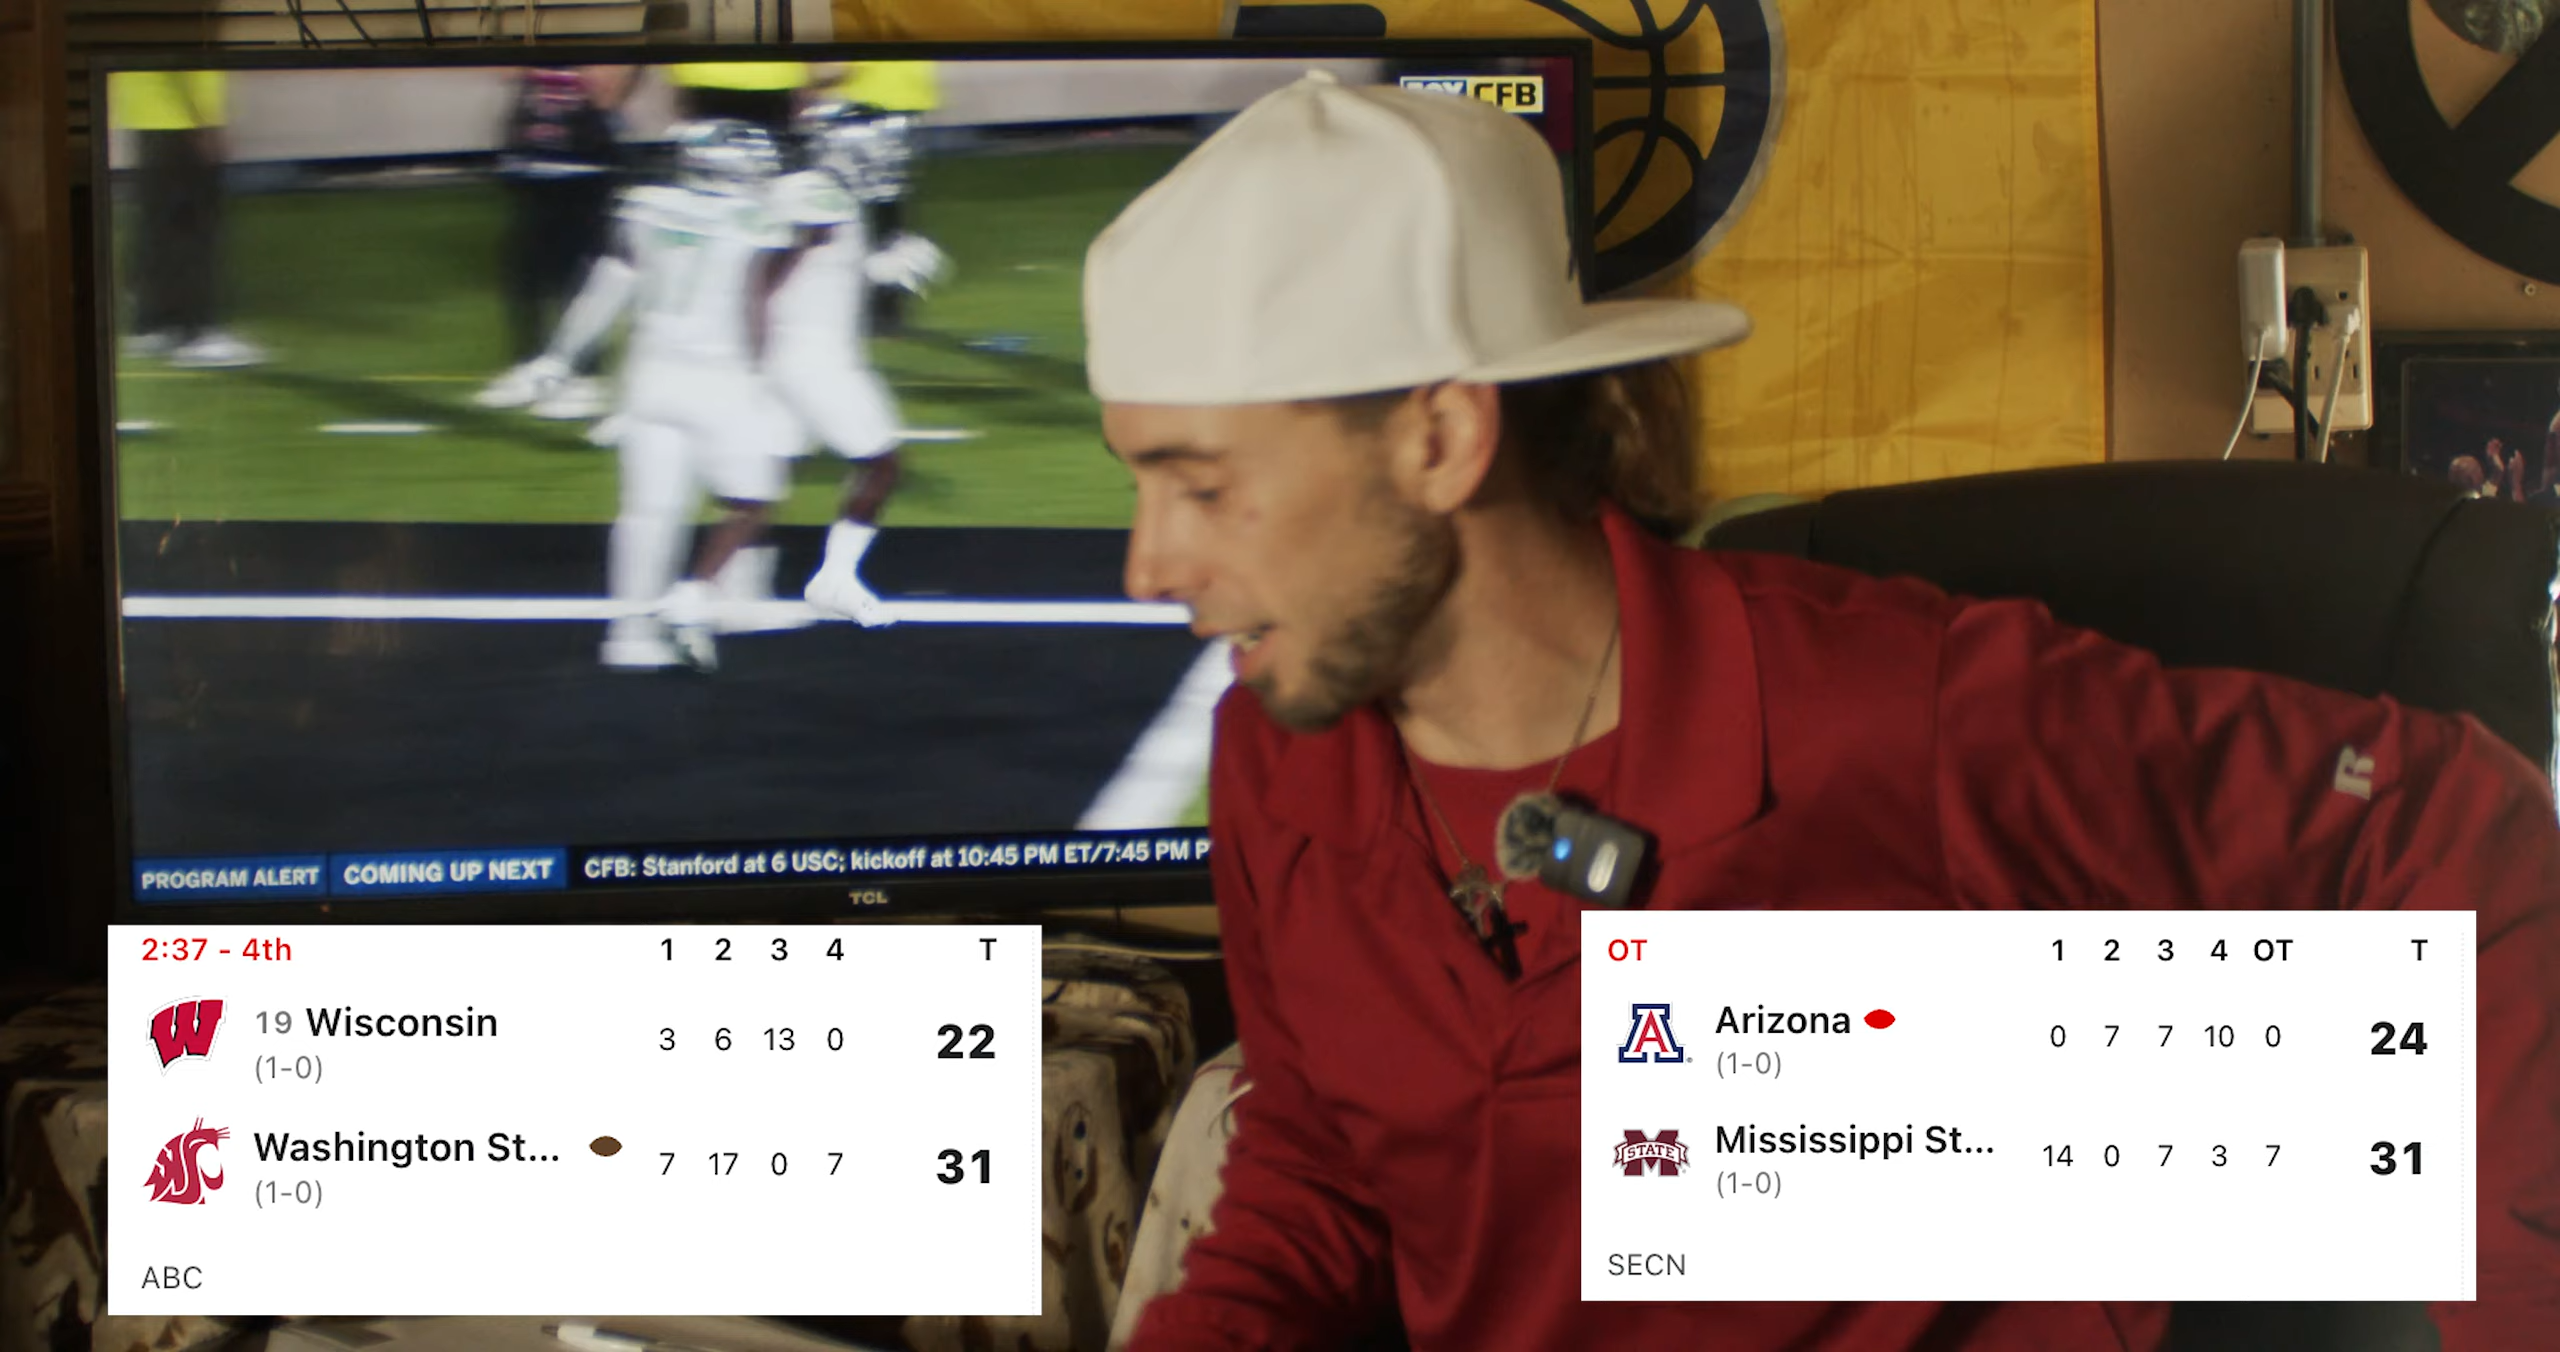 FOX CFB
PROGRAM ALERT COMING UP NEXT CFB: Stanford at 6 USC; kickoff at 10:45 PM ET/7:45 PM P
TCL
2:37 - 4th 1 2 3 4 T
W 19 Wisconsin 3 6 13 0 22
(1-0)
Washington St... 7 17 0 7 31
(1-0)
ABC
OT 1 2 3 4 OT T
A Arizona 0 7 7 10 0 24
(1-0)
STATE Mississippi St... 14 0 7 3 7 31
(1-0)
SECN
R